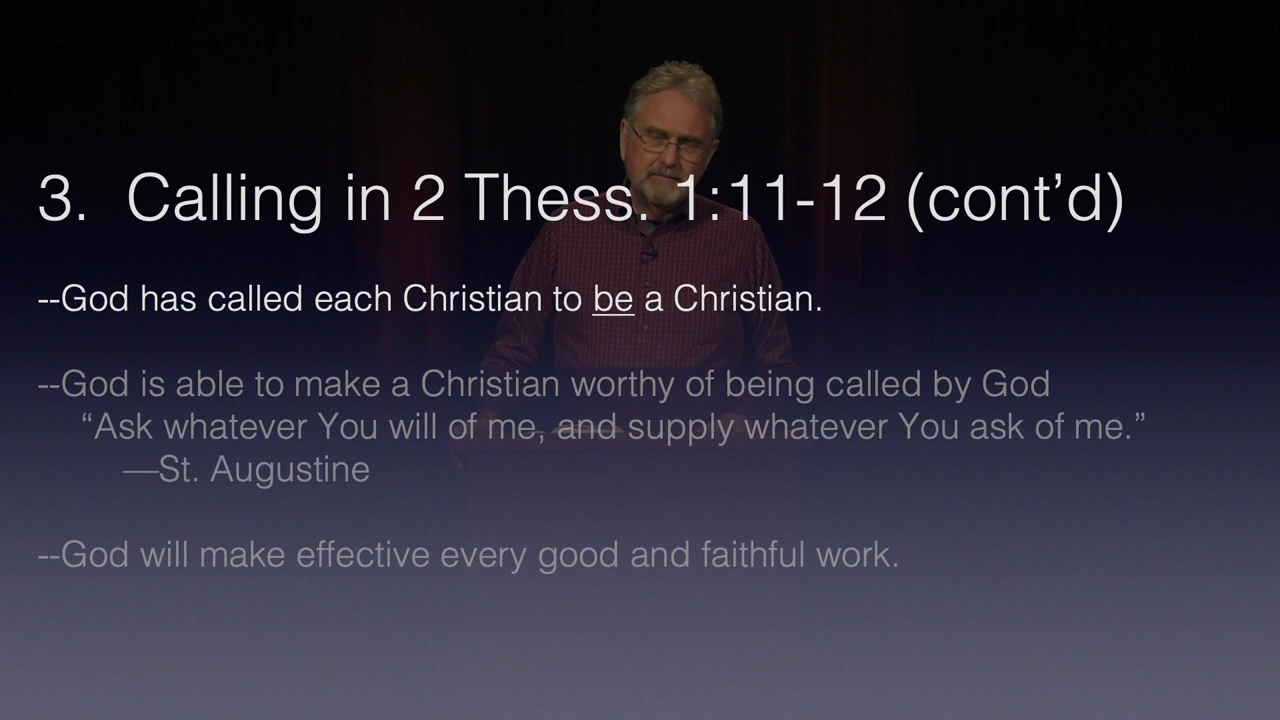 3. Calling in 2 Thess. 1:11-12 (cont’d)
--God has called each Christian to be a Christian.
--God is able to make a Christian worthy of being called by God
“Ask whatever You will of me, and supply whatever You ask of me.”
—St. Augustine
--God will make effective every good and faithful work.